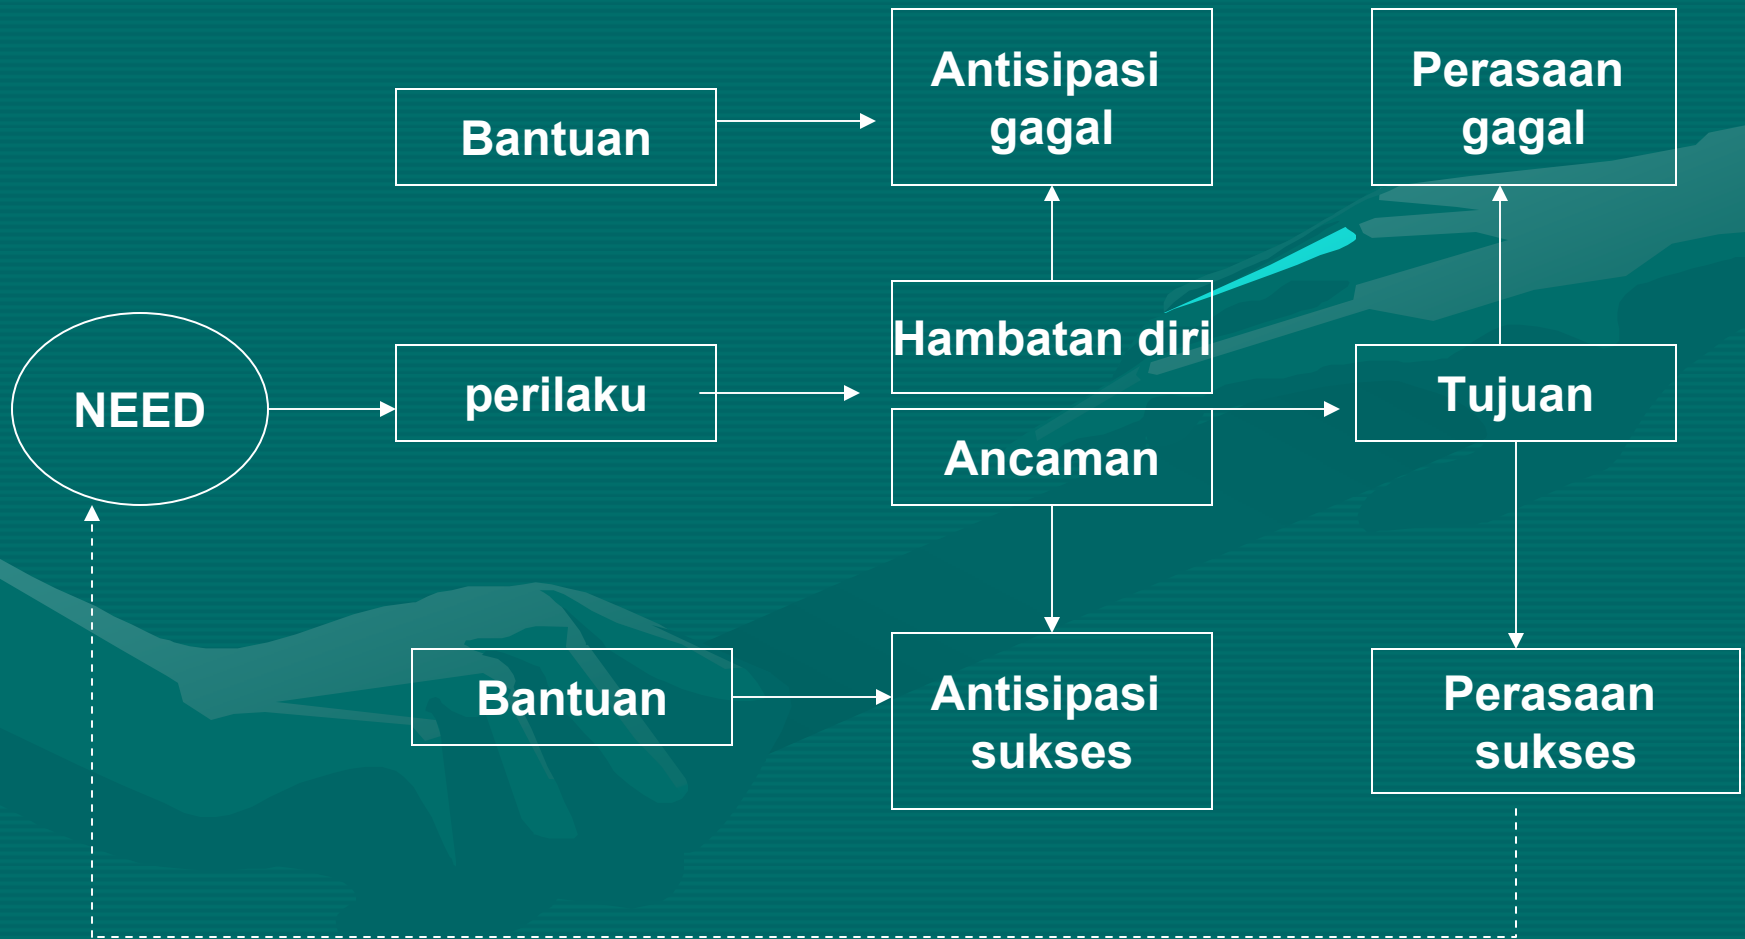 Antisipasi
gagal
Perasaan
gagal
Bantuan
Hambatan diri
NEED
perilaku
Tujuan
Ancaman
Bantuan
Antisipasi
sukses
Perasaan
sukses